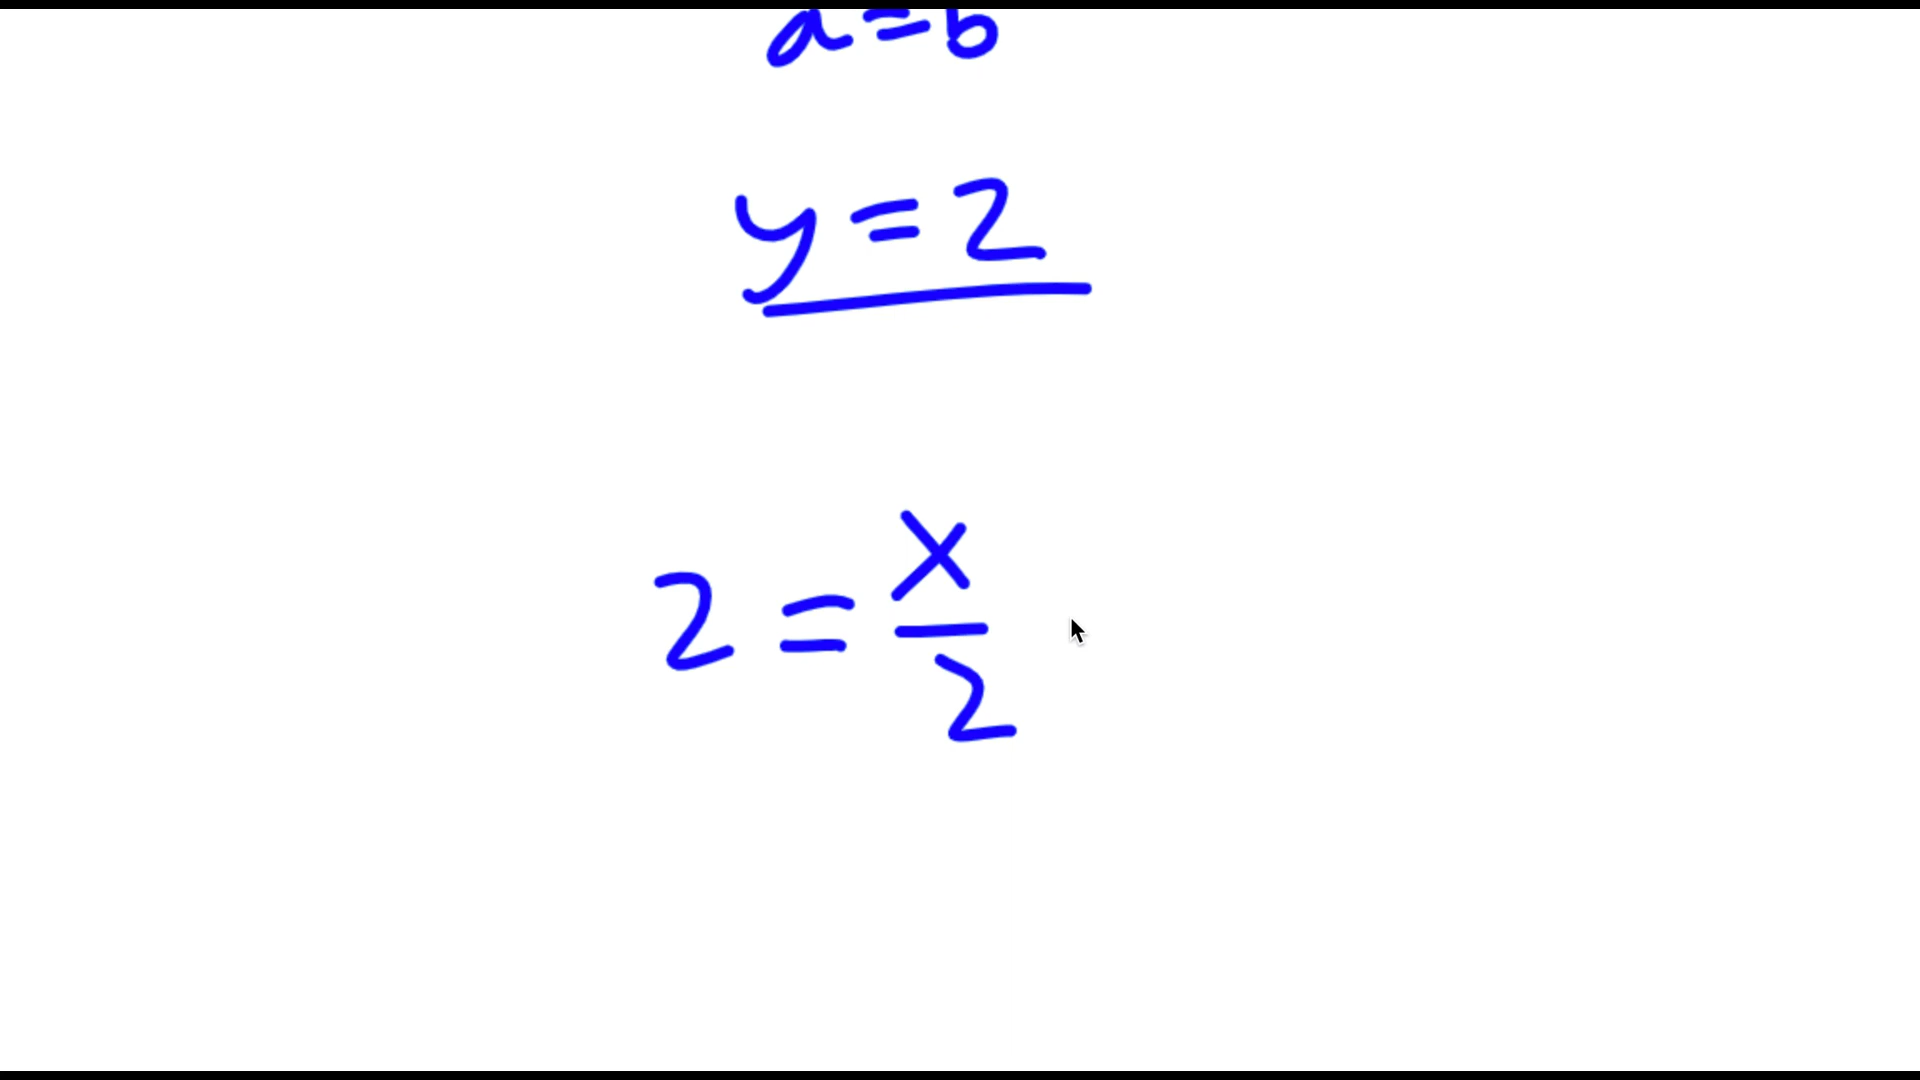 a = b
y = 2
2 = x/2